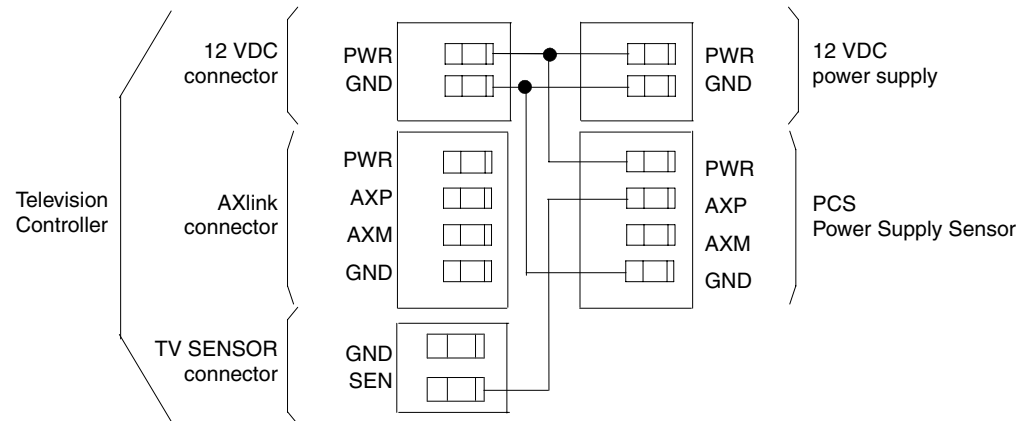 12 VDC
connector
PWR
GND
PWR
GND
12 VDC
power supply
Television
Controller
AXlink
connector
PWR
AXP
AXM
GND
PWR
AXP
AXM
GND
PCS
Power Supply Sensor
TV SENSOR
connector
GND
SEN